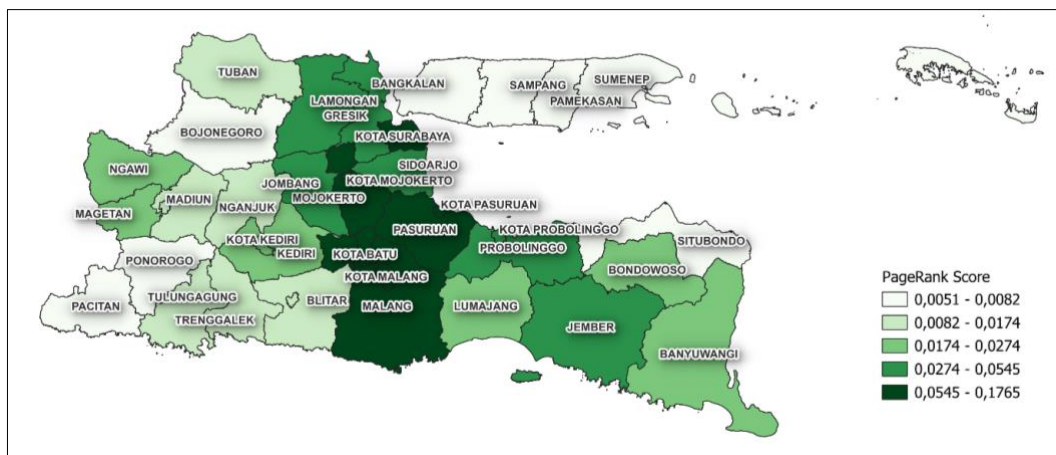 TUBAN
BANGKALAN
SAMPANG
SUMENEP
PAMEKASAN
LAMONGAN
GRESIK
BOJONEGORO
KOTA SURABAYA
NGAWI
SIDOARJO
JOMBANG
KOTA MOJOKERTO
MOJOKERTO
MADIUN
NGANJUK
MAGETAN
KOTA PASURUAN
PASURUAN
KOTA PROBOLINGGO
PROBOLINGGO
SITUBONDO
KOTA KEDIRI
KEDIRI
KOTA BATU
PONOROGO
BONDOWOSO
KOTA MALANG
PACITAN
TULUNGAGUNG
BLITAR
MALANG
LUMAJANG
TRENGGALEK
JEMBER
BANYUWANGI
PageRank Score
0,0051 - 0,0082
0,0082 - 0,0174
0,0174 - 0,0274
0,0274 - 0,0545
0,0545 - 0,1765